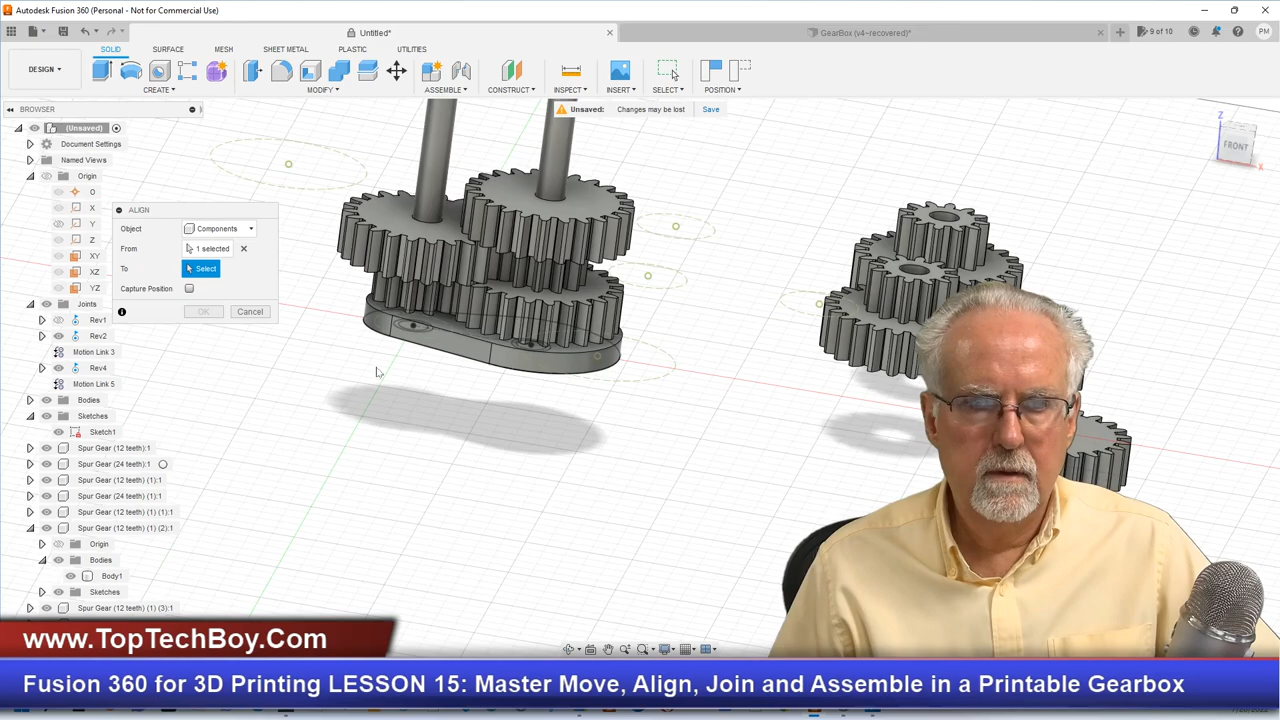 Autodesk Fusion 360 (Personal - Not for Commercial Use)
Untitled*
GearBox (v4~recovered)*
9 of 10
PM
DESIGN
SOLID
SURFACE
MESH
SHEET METAL
PLASTIC
UTILITIES
CREATE
MODIFY
ASSEMBLE
CONSTRUCT
INSPECT
INSERT
SELECT
POSITION
BROWSER
Unsaved: Changes may be lost Save
(Unsaved)
Document Settings
Named Views
Origin
O
X
Y
Z
XY
XZ
YZ
Joints
Rev1
Rev2
Motion Link 3
Rev4
Motion Link 5
Bodies
Sketches
Sketch1
Spur Gear (12 teeth):1
Spur Gear (24 teeth):1
Spur Gear (12 teeth) (1):1
Spur Gear (24 teeth) (1):1
Spur Gear (12 teeth) (1) (1):1
Spur Gear (12 teeth) (1) (2):1
Origin
Bodies
Body1
Sketches
Spur Gear (12 teeth) (1) (3):1
ALIGN
Object Components
From 1 selected
To Select
Capture Position
OK Cancel
Z
FRONT
X
www.TopTechBoy.Com
Fusion 360 for 3D Printing LESSON 15: Master Move, Align, Join and Assemble in a Printable Gearbox